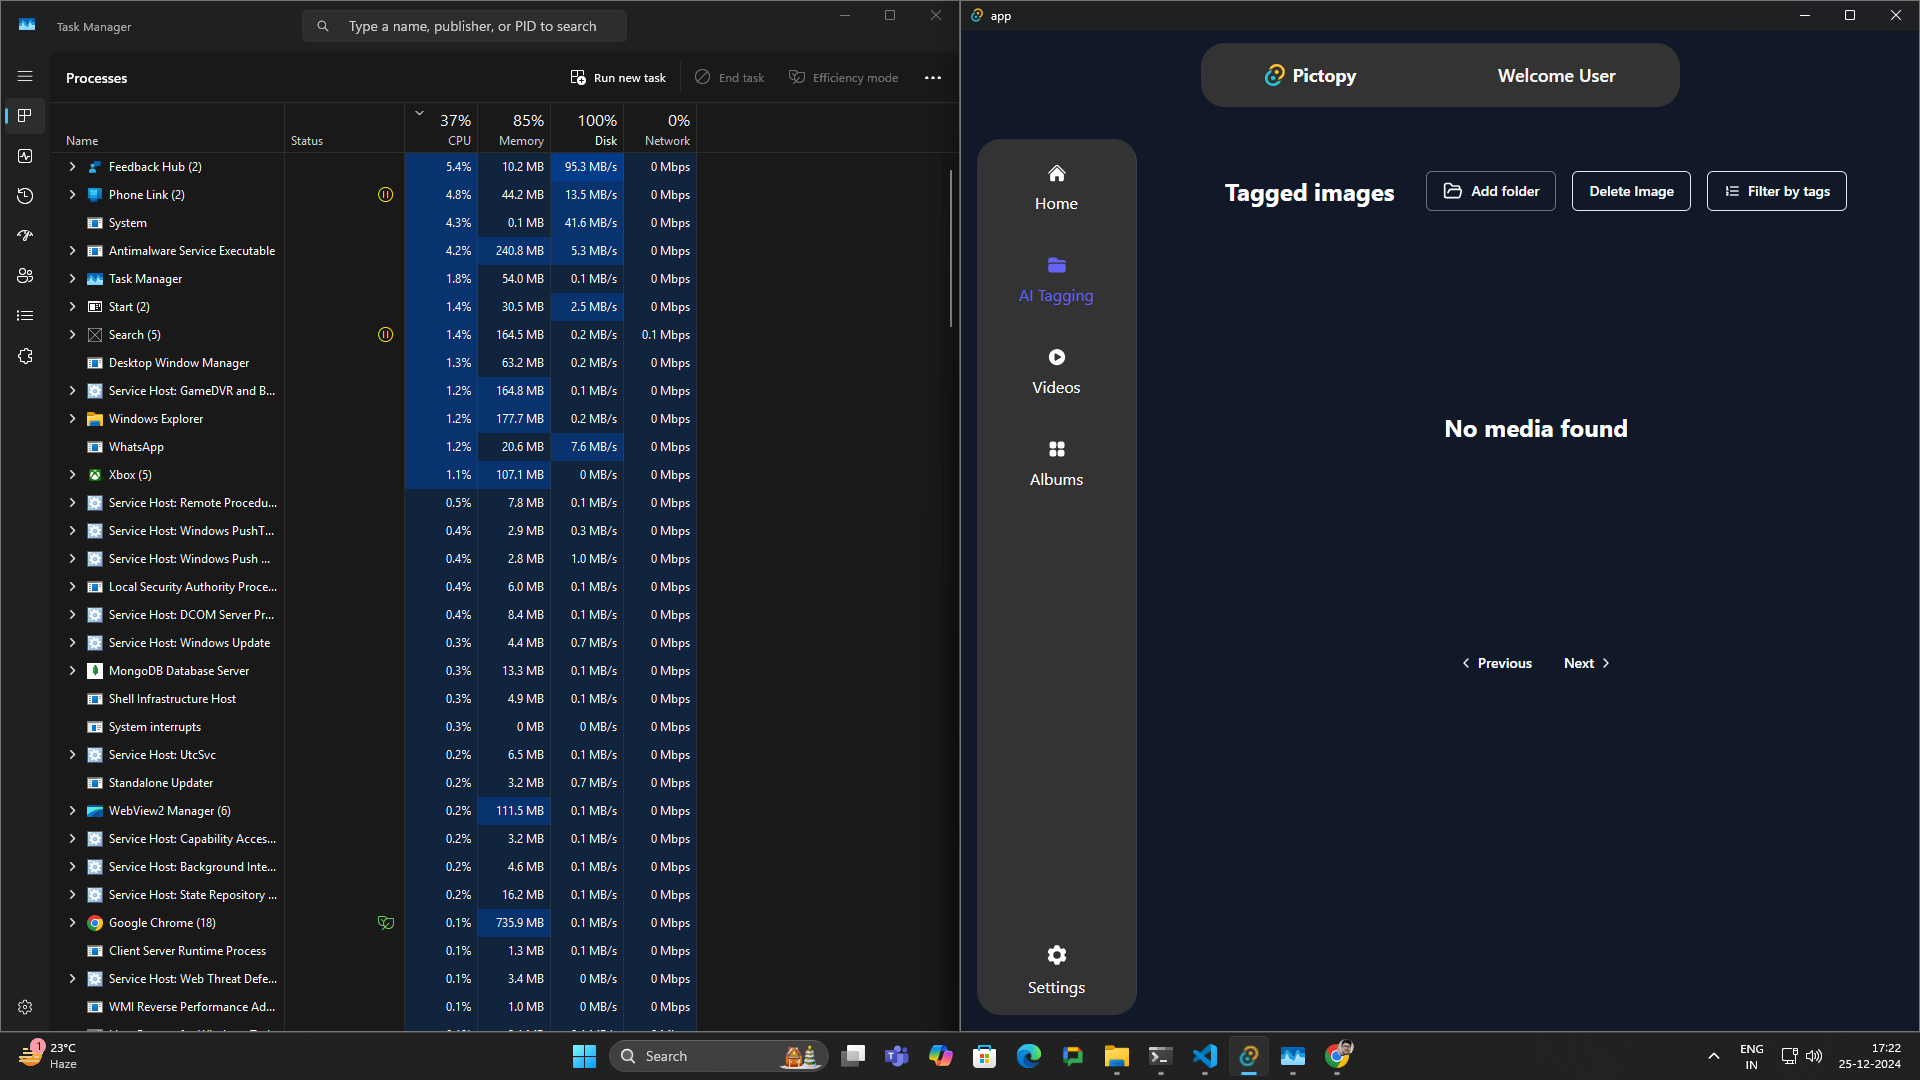 Task Manager
Type a name, publisher, or PID to search
Processes
Run new task
End task
Efficiency mode
Name
Status
37% CPU
85% Memory
100% Disk
0% Network
Feedback Hub (2) 5.4% 10.2 MB 95.3 MB/s 0 Mbps
Phone Link (2) 4.8% 44.2 MB 13.5 MB/s 0 Mbps
System 4.3% 0.1 MB 41.6 MB/s 0 Mbps
Antimalware Service Executable 4.2% 240.8 MB 5.3 MB/s 0 Mbps
Task Manager 1.8% 54.0 MB 0.1 MB/s 0 Mbps
Start (2) 1.4% 30.5 MB 2.5 MB/s 0 Mbps
Search (5) 1.4% 164.5 MB 0.2 MB/s 0.1 Mbps
Desktop Window Manager 1.3% 63.2 MB 0.2 MB/s 0 Mbps
Service Host: GameDVR and B... 1.2% 164.8 MB 0.1 MB/s 0 Mbps
Windows Explorer 1.2% 177.7 MB 0.2 MB/s 0 Mbps
WhatsApp 1.2% 20.6 MB 7.6 MB/s 0 Mbps
Xbox (5) 1.1% 107.1 MB 0 MB/s 0 Mbps
Service Host: Remote Procedu... 0.5% 7.8 MB 0.1 MB/s 0 Mbps
Service Host: Windows PushT... 0.4% 2.9 MB 0.3 MB/s 0 Mbps
Service Host: Windows Push ... 0.4% 2.8 MB 1.0 MB/s 0 Mbps
Local Security Authority Proce... 0.4% 6.0 MB 0.1 MB/s 0 Mbps
Service Host: DCOM Server Pr... 0.4% 8.4 MB 0.1 MB/s 0 Mbps
Service Host: Windows Update 0.3% 4.4 MB 0.7 MB/s 0 Mbps
MongoDB Database Server 0.3% 13.3 MB 0.1 MB/s 0 Mbps
Shell Infrastructure Host 0.3% 4.9 MB 0.1 MB/s 0 Mbps
System interrupts 0.3% 0 MB 0 MB/s 0 Mbps
Service Host: UtcSvc 0.2% 6.5 MB 0.1 MB/s 0 Mbps
Standalone Updater 0.2% 3.2 MB 0.7 MB/s 0 Mbps
WebView2 Manager (6) 0.2% 111.5 MB 0.1 MB/s 0 Mbps
Service Host: Capability Acces... 0.2% 3.2 MB 0.1 MB/s 0 Mbps
Service Host: Background Inte... 0.2% 4.6 MB 0.1 MB/s 0 Mbps
Service Host: State Repository ... 0.2% 16.2 MB 0.1 MB/s 0 Mbps
Google Chrome (18) 0.1% 735.9 MB 0.1 MB/s 0 Mbps
Client Server Runtime Process 0.1% 1.3 MB 0.1 MB/s 0 Mbps
Service Host: Web Threat Defe... 0.1% 3.4 MB 0 MB/s 0 Mbps
WMI Reverse Performance Ad... 0.1% 1.0 MB 0 MB/s 0 Mbps
app
Pictopy
Welcome User
Home
AI Tagging
Videos
Albums
Settings
Tagged images
Add folder
Delete Image
Filter by tags
No media found
Previous
Next
1
23°C
Haze
Search
ENG
IN
17:22
25-12-2024